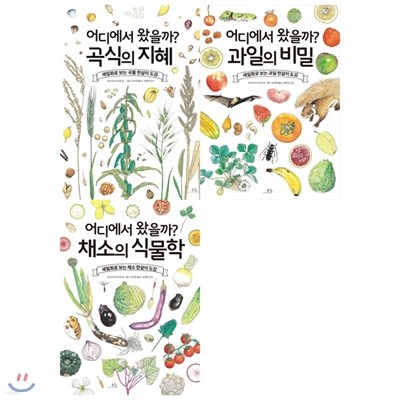 어디에서 왔을까?
곡식의 지혜
세밀화로 보는 곡물 한살이 도감
어디에서 왔을까?
과일의 비밀
세밀화로 보는 과일 한살이 도감
어디에서 왔을까?
채소의 식물학
세밀화로 보는 채소 한살이 도감